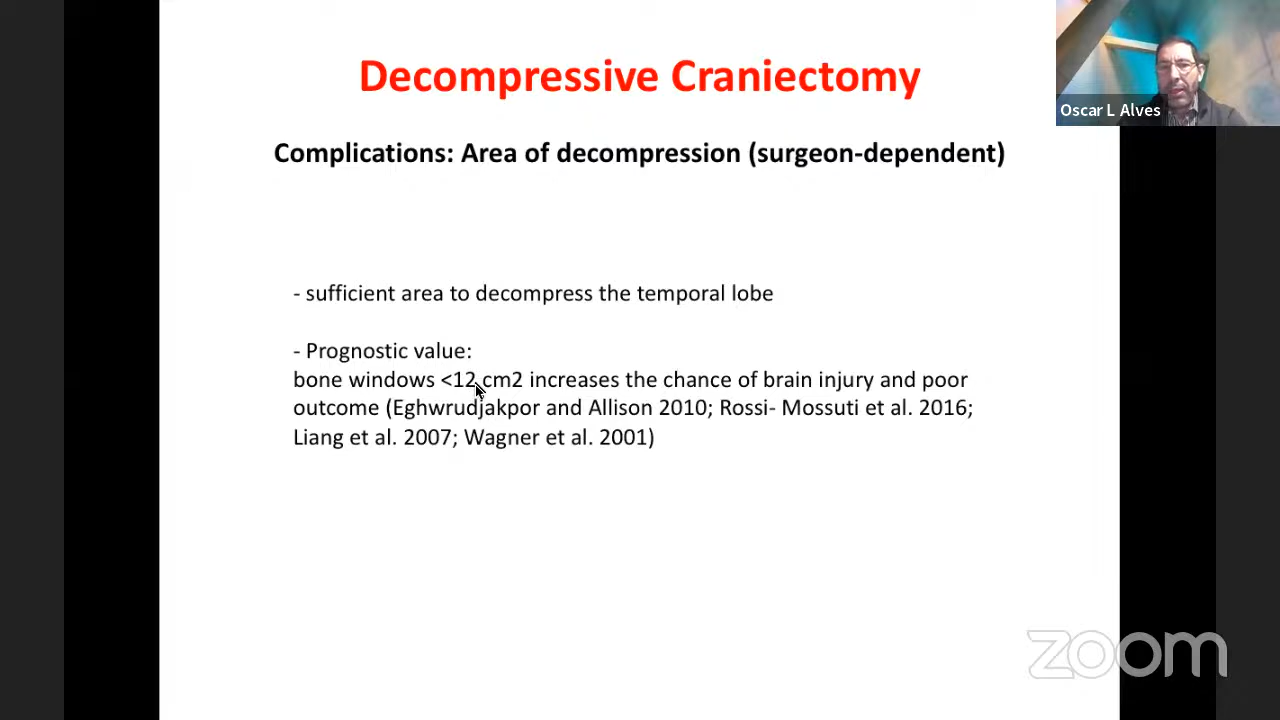 Decompressive Craniectomy
Oscar L Alves
Complications: Area of decompression (surgeon-dependent)
- sufficient area to decompress the temporal lobe
- Prognostic value:
bone windows <12 cm2 increases the chance of brain injury and poor
outcome (Eghwrudjakpor and Allison 2010; Rossi- Mossuti et al. 2016;
Liang et al. 2007; Wagner et al. 2001)
zoom